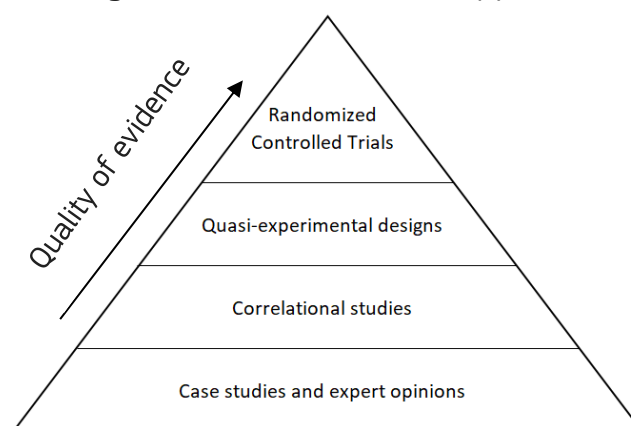 Quality of evidence
Randomized
Controlled Trials
Quasi-experimental designs
Correlational studies
Case studies and expert opinions